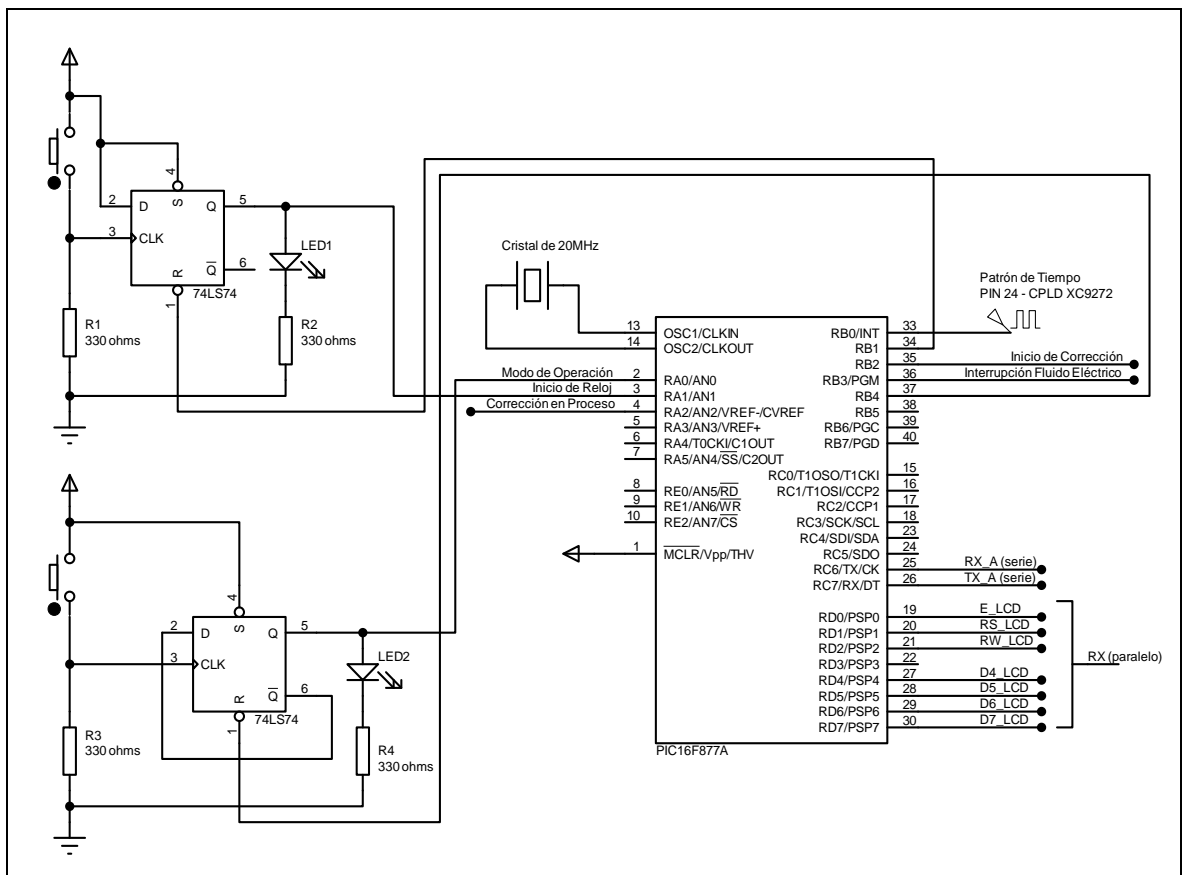 4
2
D
S
Q
5
3
CLK
R
Q
6
1
74LS74
LED1
R1
330 ohms
R2
330 ohms
4
2
D
S
Q
5
3
CLK
R
Q
6
1
74LS74
LED2
R3
330 ohms
R4
330 ohms
Cristal de 20MHz
Patrón de Tiempo
PIN 24 - CPLD XC9272
Modo de Operación
Inicio de Reloj
Corrección en Proceso
Inicio de Corrección
Interrupción Fluido Eléctrico
13 OSC1/CLKIN
14 OSC2/CLKOUT
2 RA0/AN0
3 RA1/AN1
4 RA2/AN2/VREF-/CVREF
5 RA3/AN3/VREF+
6 RA4/T0CKI/C1OUT
7 RA5/AN4/SS/C2OUT
8 RE0/AN5/RD
9 RE1/AN6/WR
10 RE2/AN7/CS
1 MCLR/Vpp/THV
RB0/INT 33
RB1 34
RB2 35
RB3/PGM 36
RB4 37
RB5 38
RB6/PGC 39
RB7/PGD 40
RC0/T1OSO/T1CKI 15
RC1/T1OSI/CCP2 16
RC2/CCP1 17
RC3/SCK/SCL 18
RC4/SDI/SDA 23
RC5/SDO 24
RC6/TX/CK 25 RX_A (serie)
RC7/RX/DT 26 TX_A (serie)
RD0/PSP0 19 E_LCD
RD1/PSP1 20 RS_LCD
RD2/PSP2 21 RW_LCD
RD3/PSP3 22
RD4/PSP4 27 D4_LCD
RD5/PSP5 28 D5_LCD
RD6/PSP6 29 D6_LCD
RD7/PSP7 30 D7_LCD
RX (paralelo)
PIC16F877A